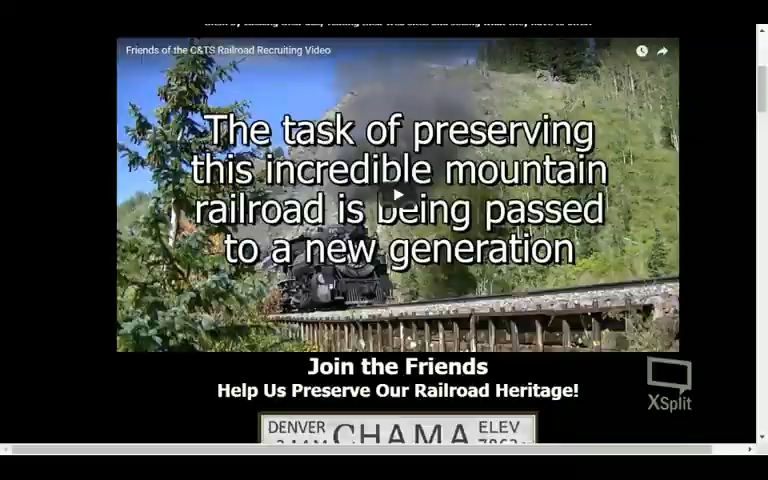 Friends of the C&TS Railroad Recruiting Video
The task of preserving
this incredible mountain
railroad is being passed
to a new generation
Join the Friends
Help Us Preserve Our Railroad Heritage!
XSplit
DENVER CHAMA ELEV